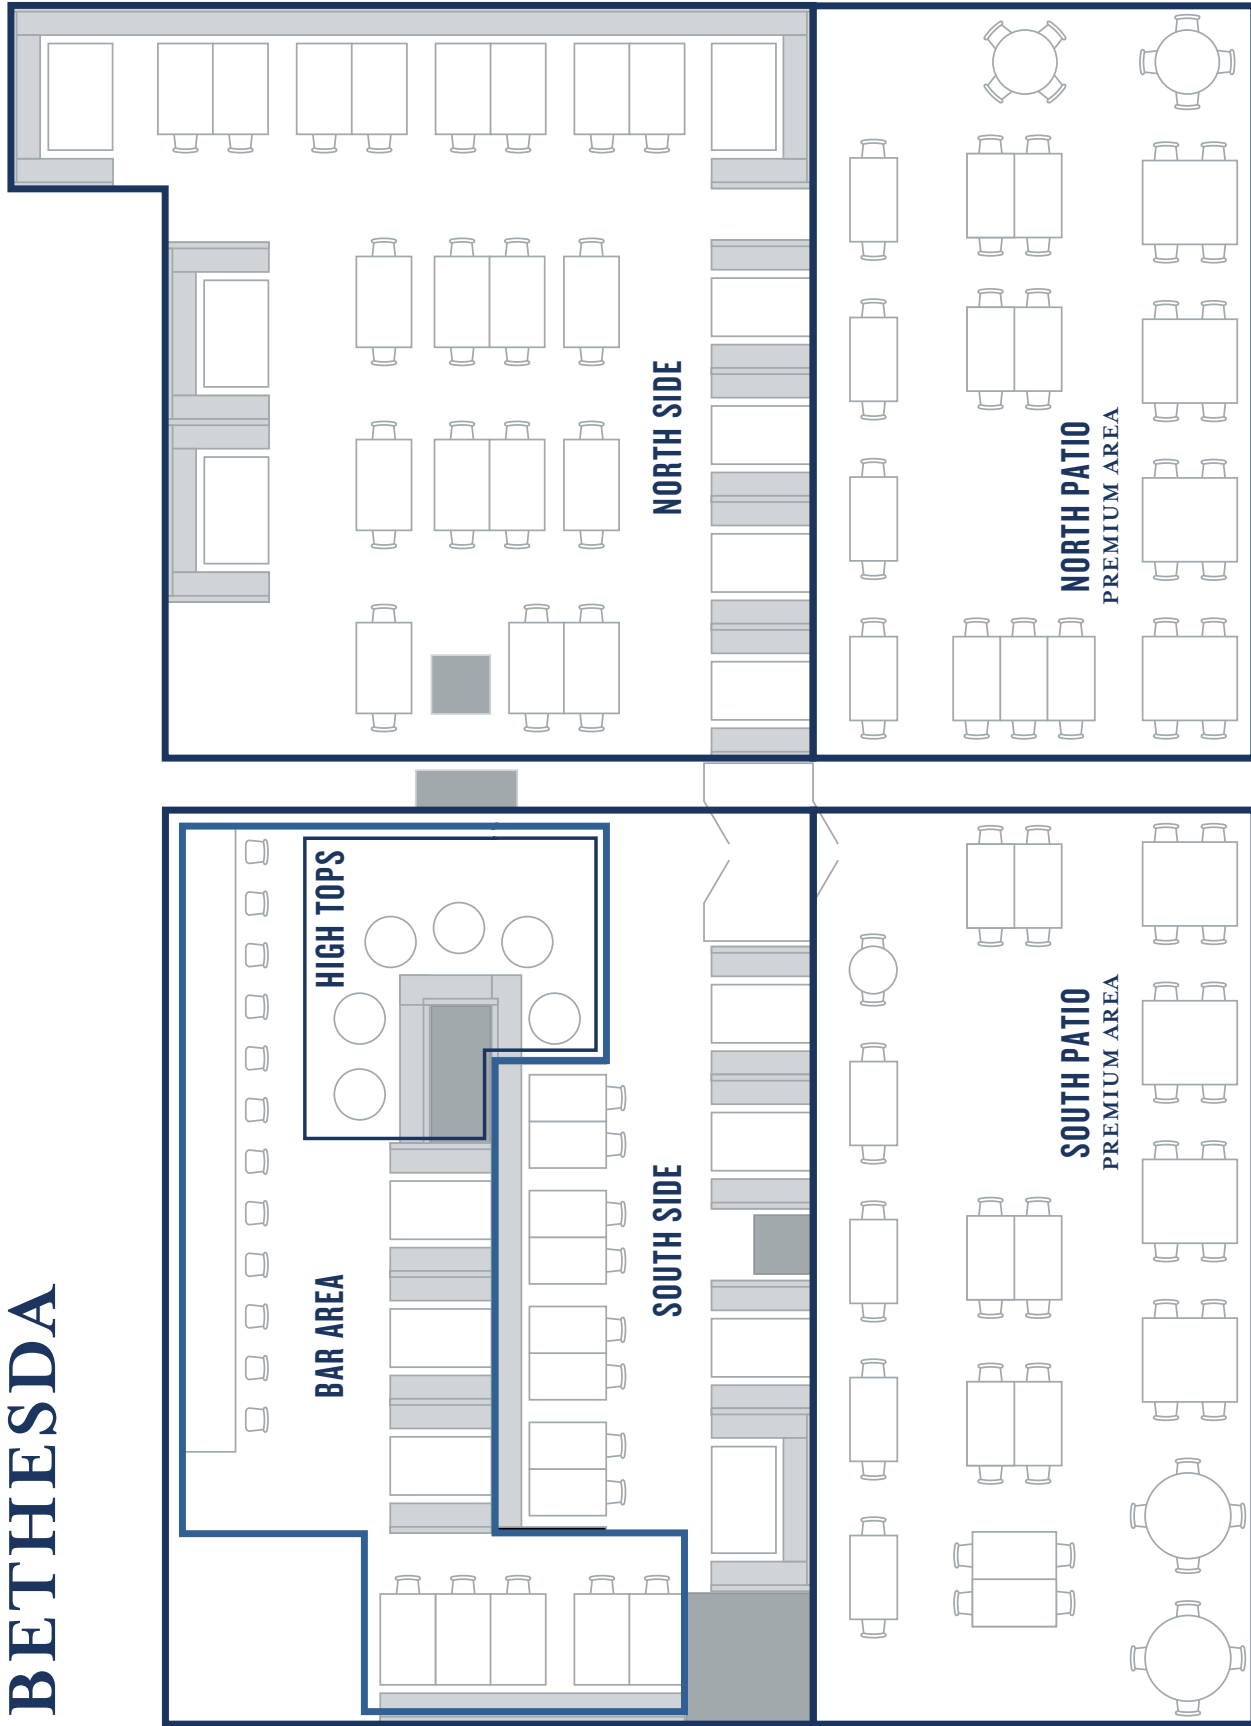 BETHESDA
BAR AREA
HIGH TOPS
SOUTH SIDE
NORTH SIDE
SOUTH PATIO
PREMIUM AREA
NORTH PATIO
PREMIUM AREA